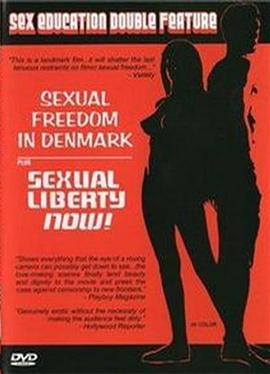 SEX EDUCATION DOUBLE FEATURE
"This is a landmark film...it will shatter the last
tenuous restraints on filmic sexual freedom..."
- Variety
SEXUAL
FREEDOM
IN DENMARK
PLUS
SEXUAL
LIBERTY
NOW!
"Shows everything that the eye of a roving
camera can possibly get down to see...the
love-making scenes finally lend beauty
and dignity to the movie and press the
case against censorship to new frontiers."
- Playboy Magazine
"Genuinely erotic without the necessity of
making the audience feel dirty."
- Hollywood Reporter
IN COLOR
DVD